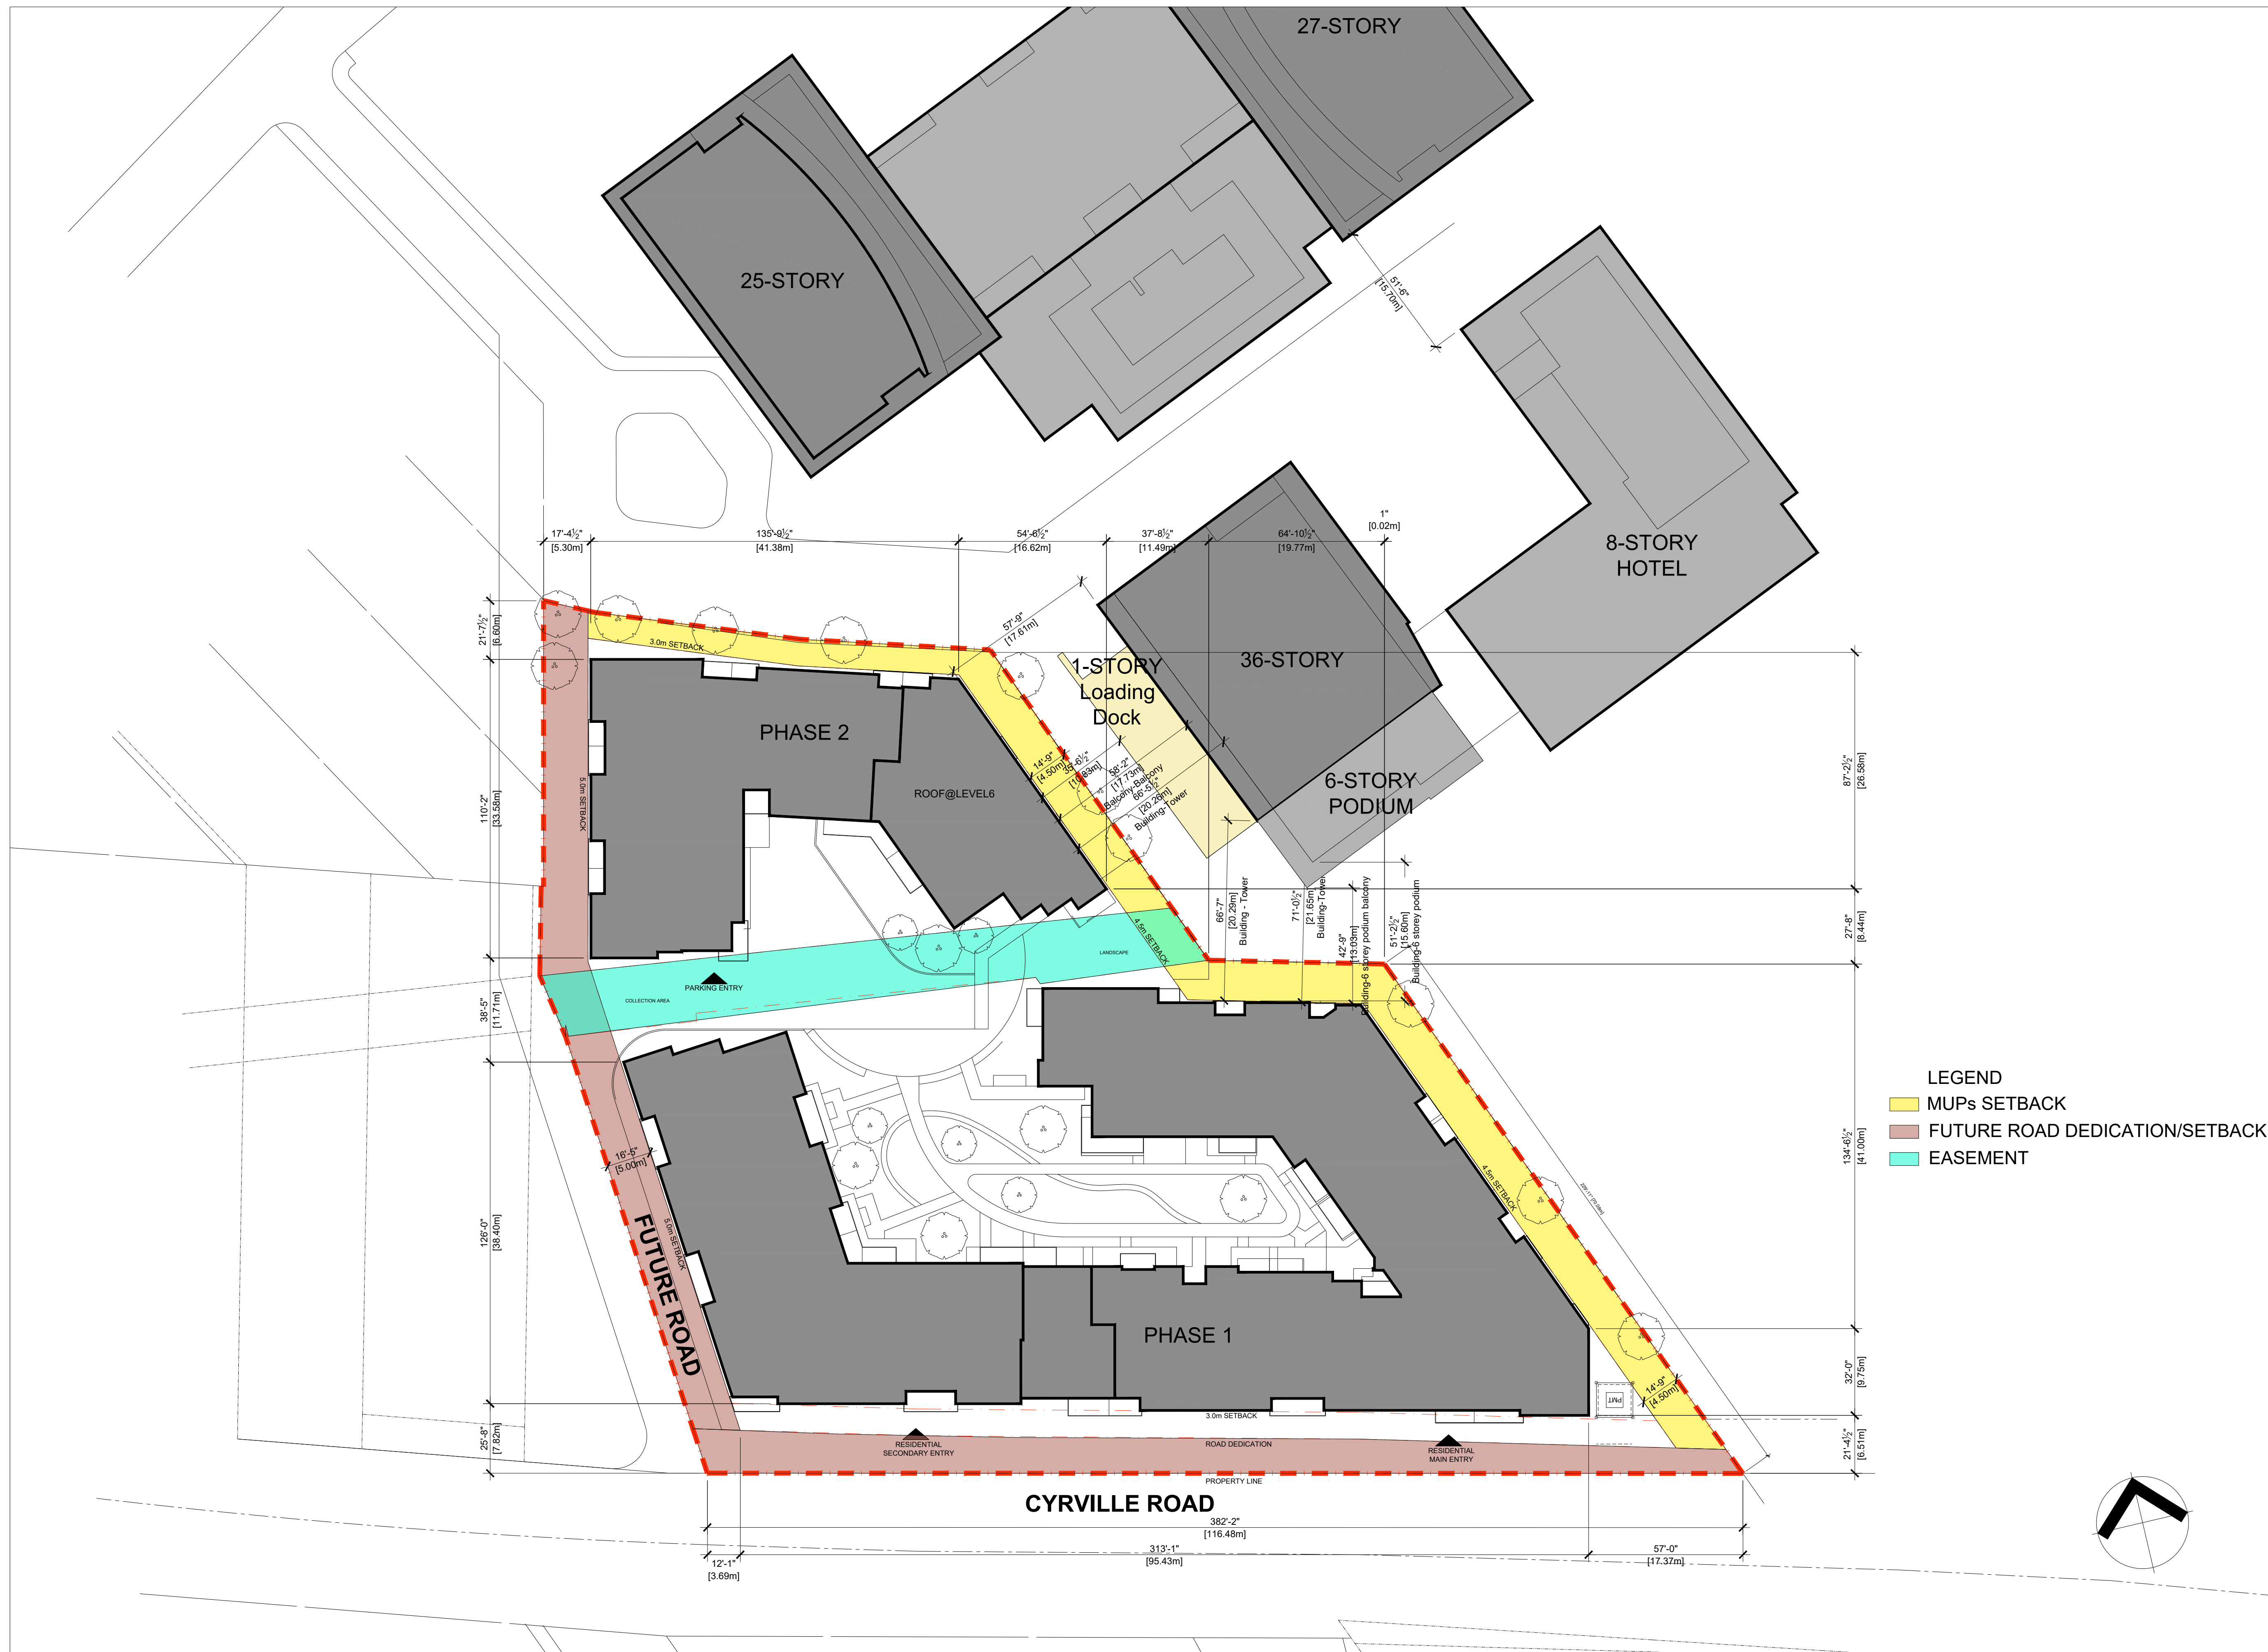 27-STORY
25-STORY
51'-6"
[15.70m]
8-STORY
HOTEL
17'-4½"
[5.30m]
135'-9½"
[41.38m]
54'-6½"
[16.62m]
37'-8½"
[11.49m]
64'-10½"
[19.77m]
1"
[0.02m]
21'-7½"
[6.60m]
3.0m SETBACK
57'-9"
[17.61m]
1-STORY
Loading
Dock
36-STORY
6-STORY
PODIUM
PHASE 2
ROOF@LEVEL6
110'-2"
[33.58m]
5.0m SETBACK
14'-9"
[4.50m]
35'-6½"
58'-2"
[17.73m]
Balcony-Balcony
66'-5½"
[20.26m]
Building-Tower
87'-2½"
[26.58m]
66'-7"
[20.29m]
Building - Tower
71'-0½"
[21.65m]
Building-Tower
42'-9"
[13.03m]
Building-6 storey podium balcony
51'-2½"
[15.60m]
Building-6 storey podium
27'-8"
[8.44m]
4.5m SETBACK
LANDSCAPE
PARKING ENTRY
COLLECTION AREA
38'-5"
[11.71m]
LEGEND
MUPs SETBACK
FUTURE ROAD DEDICATION/SETBACK
EASEMENT
16'-5"
[5.00m]
126'-0"
[38.40m]
5.0m SETBACK
FUTURE ROAD
4.5m SETBACK
134'-6½"
[41.00m]
PHASE 1
32'-0"
[9.75m]
14'-9"
[4.50m]
PMT
25'-8"
[7.82m]
3.0m SETBACK
RESIDENTIAL
SECONDARY ENTRY
ROAD DEDICATION
RESIDENTIAL
MAIN ENTRY
21'-4½"
[6.51m]
PROPERTY LINE
CYRVILLE ROAD
382'-2"
[116.48m]
12'-1"
[3.69m]
313'-1"
[95.43m]
57'-0"
[17.37m]